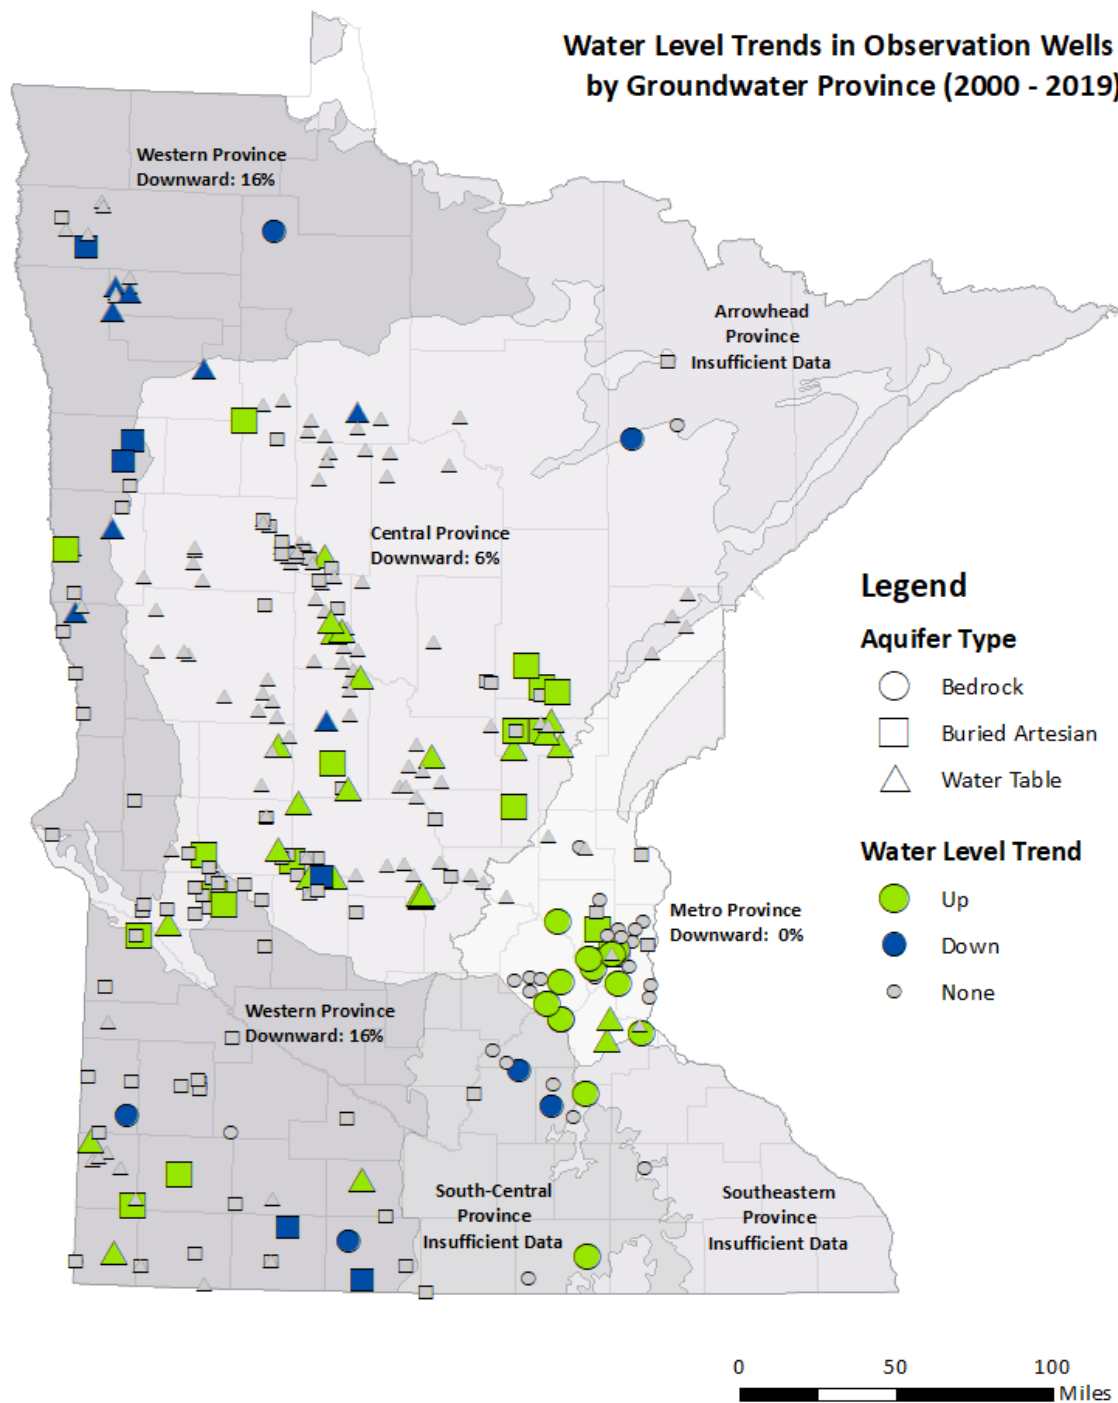 Water Level Trends in Observation Wells
by Groundwater Province (2000 - 2019)
Western Province
Downward: 16%
Arrowhead
Province
Insufficient Data
Central Province
Downward: 6%
Legend
Aquifer Type
Bedrock
Buried Artesian
Water Table
Water Level Trend
Up
Down
None
Metro Province
Downward: 0%
Western Province
Downward: 16%
South-Central
Province
Insufficient Data
Southeastern
Province
Insufficient Data
0 50 100
Miles